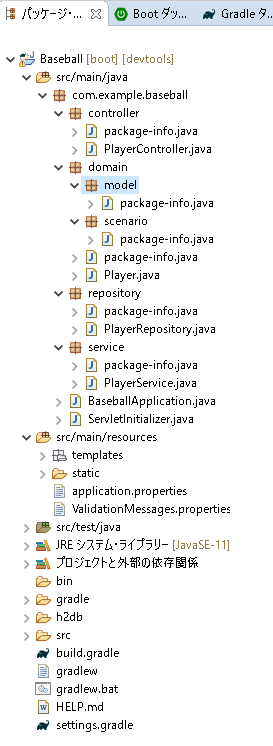 パッケージ・... Boot ダッ... Gradle タ...
Baseball [boot] [devtools]
src/main/java
com.example.baseball
controller
package-info.java
PlayerController.java
domain
model
package-info.java
scenario
package-info.java
package-info.java
Player.java
repository
package-info.java
PlayerRepository.java
service
package-info.java
PlayerService.java
BaseballApplication.java
ServletInitializer.java
src/main/resources
templates
static
application.properties
ValidationMessages.properties
src/test/java
JRE システム・ライブラリー [JavaSE-11]
プロジェクトと外部の依存関係
bin
gradle
h2db
src
build.gradle
gradlew
gradlew.bat
HELP.md
settings.gradle